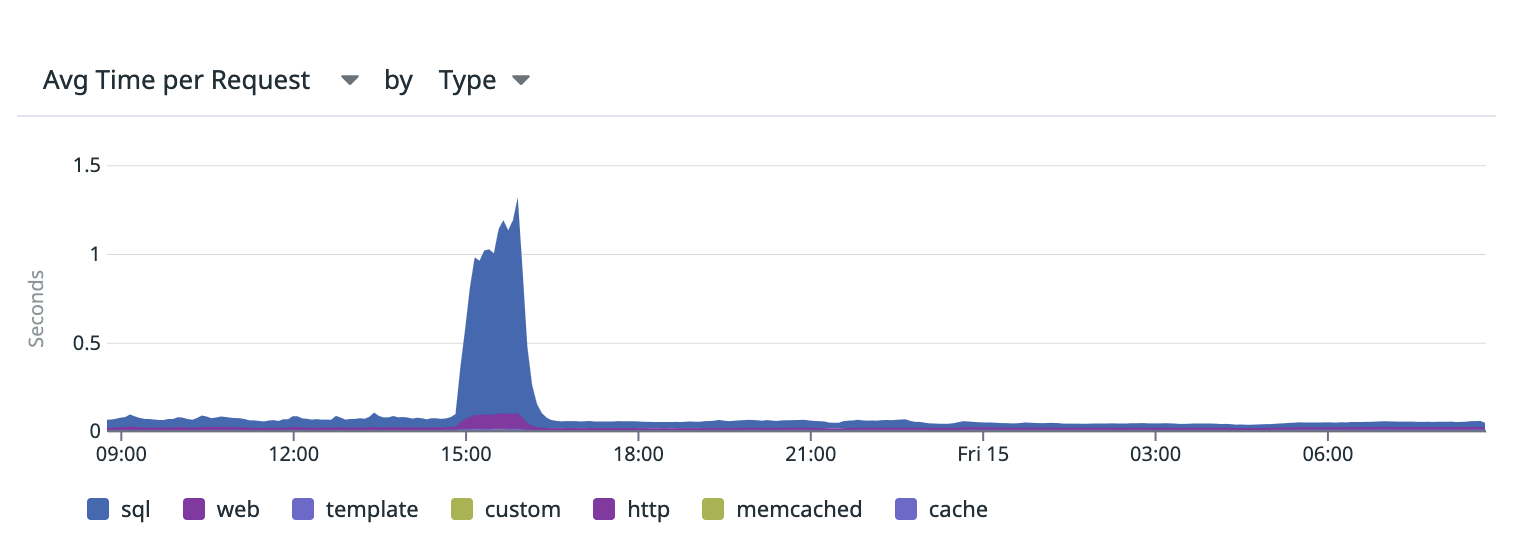 Avg Time per Request by Type
1.5
1
0.5
0
Seconds
09:00 12:00 15:00 18:00 21:00 Fri 15 03:00 06:00
sql web template custom http memcached cache